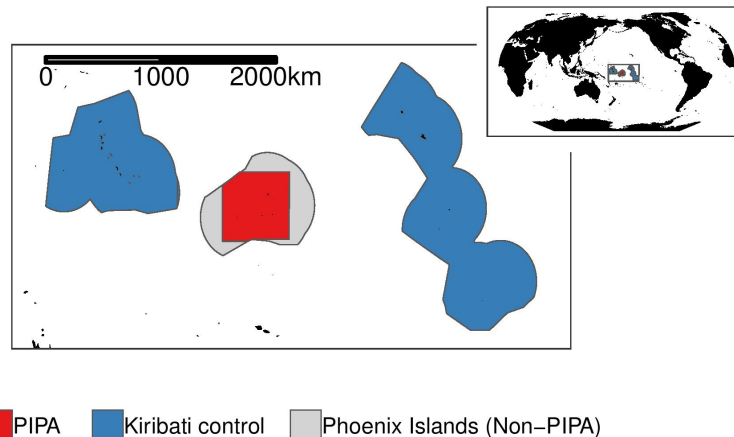 0 1000 2000km
PIPA Kiribati control Phoenix Islands (Non−PIPA)